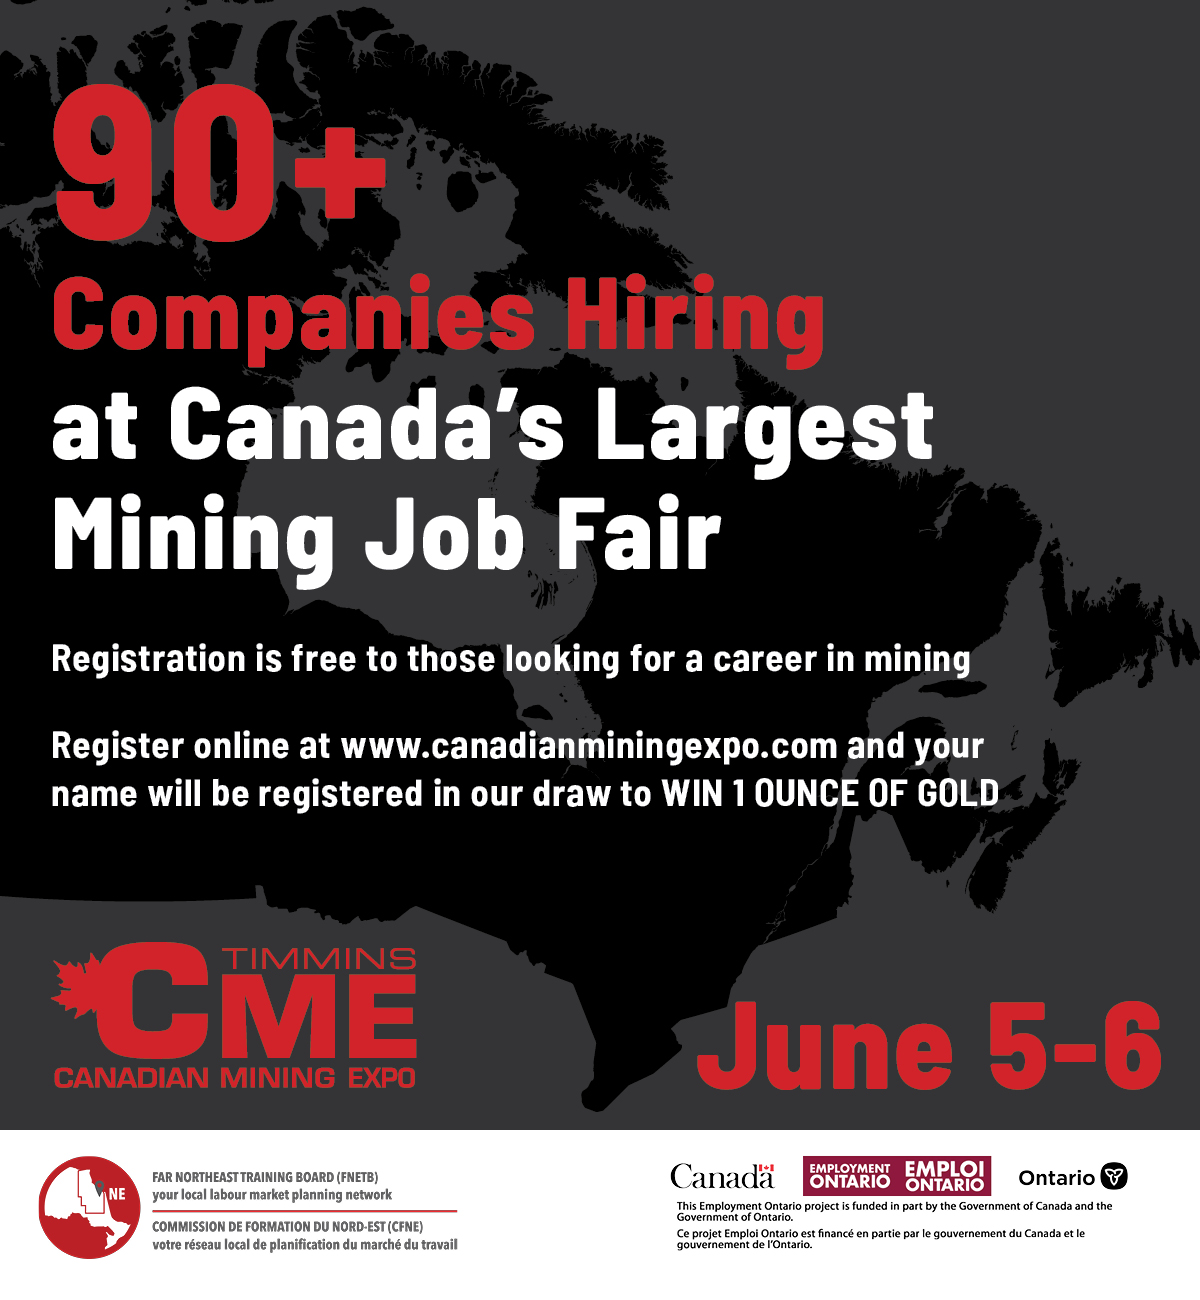 90+
Companies Hiring
at Canada's Largest
Mining Job Fair
Registration is free to those looking for a career in mining
Register online at www.canadianminingexpo.com and your
name will be registered in our draw to WIN 1 OUNCE OF GOLD
TIMMINS
CME
CANADIAN MINING EXPO
June 5-6
NE
FAR NORTHEAST TRAINING BOARD (FNETB)
your local labour market planning network
COMMISSION DE FORMATION DU NORD-EST (CFNE)
votre réseau local de planification du marché du travail
Canada
EMPLOYMENT
ONTARIO
EMPLOI
ONTARIO
Ontario
This Employment Ontario project is funded in part by the Government of Canada and the
Government of Ontario.
Ce projet Emploi Ontario est financé en partie par le gouvernement du Canada et le
gouvernement de l'Ontario.